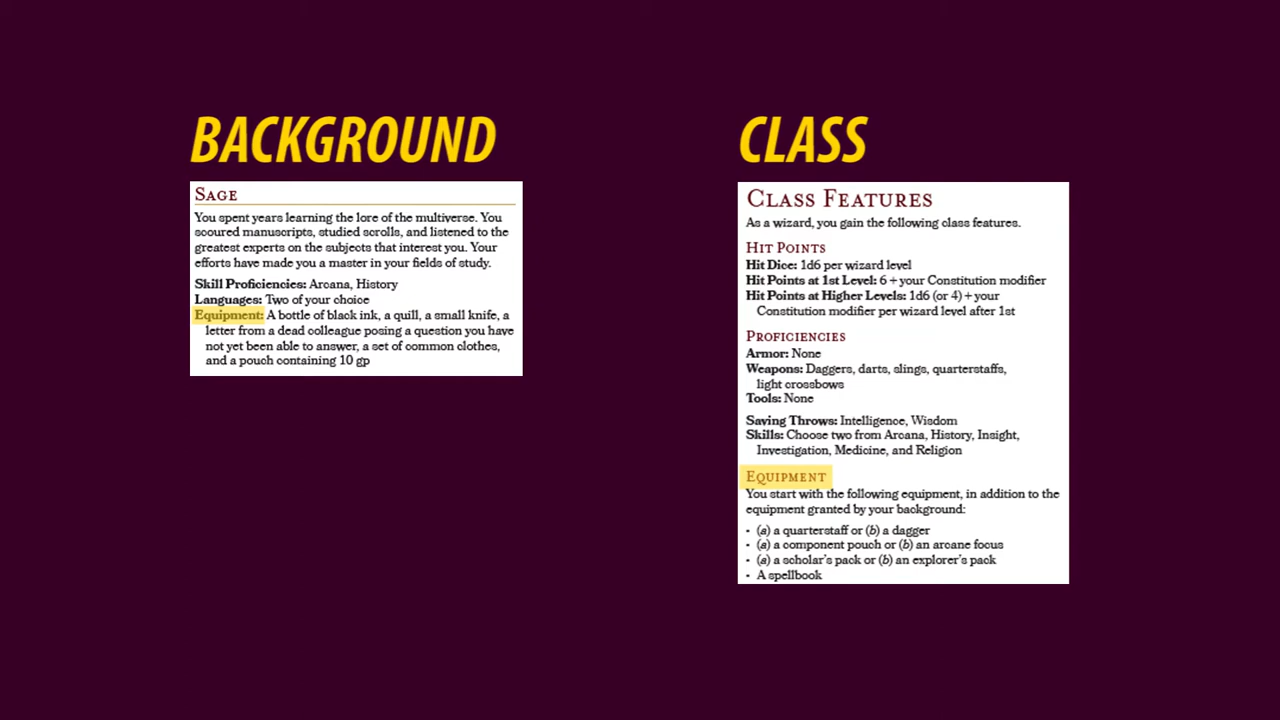 BACKGROUND
SAGE
You spent years learning the lore of the multiverse. You
scoured manuscripts, studied scrolls, and listened to the
greatest experts on the subjects that interest you. Your
efforts have made you a master in your fields of study.
Skill Proficiencies: Arcana, History
Languages: Two of your choice
Equipment: A bottle of black ink, a quill, a small knife, a
letter from a dead colleague posing a question you have
not yet been able to answer, a set of common clothes,
and a pouch containing 10 gp
CLASS
CLASS FEATURES
As a wizard, you gain the following class features.
HIT POINTS
Hit Dice: 1d6 per wizard level
Hit Points at 1st Level: 6 + your Constitution modifier
Hit Points at Higher Levels: 1d6 (or 4) + your
Constitution modifier per wizard level after 1st
PROFICIENCIES
Armor: None
Weapons: Daggers, darts, slings, quarterstaffs,
light crossbows
Tools: None
Saving Throws: Intelligence, Wisdom
Skills: Choose two from Arcana, History, Insight,
Investigation, Medicine, and Religion
EQUIPMENT
You start with the following equipment, in addition to the
equipment granted by your background:
• (a) a quarterstaff or (b) a dagger
• (a) a component pouch or (b) an arcane focus
• (a) a scholar's pack or (b) an explorer's pack
• A spellbook